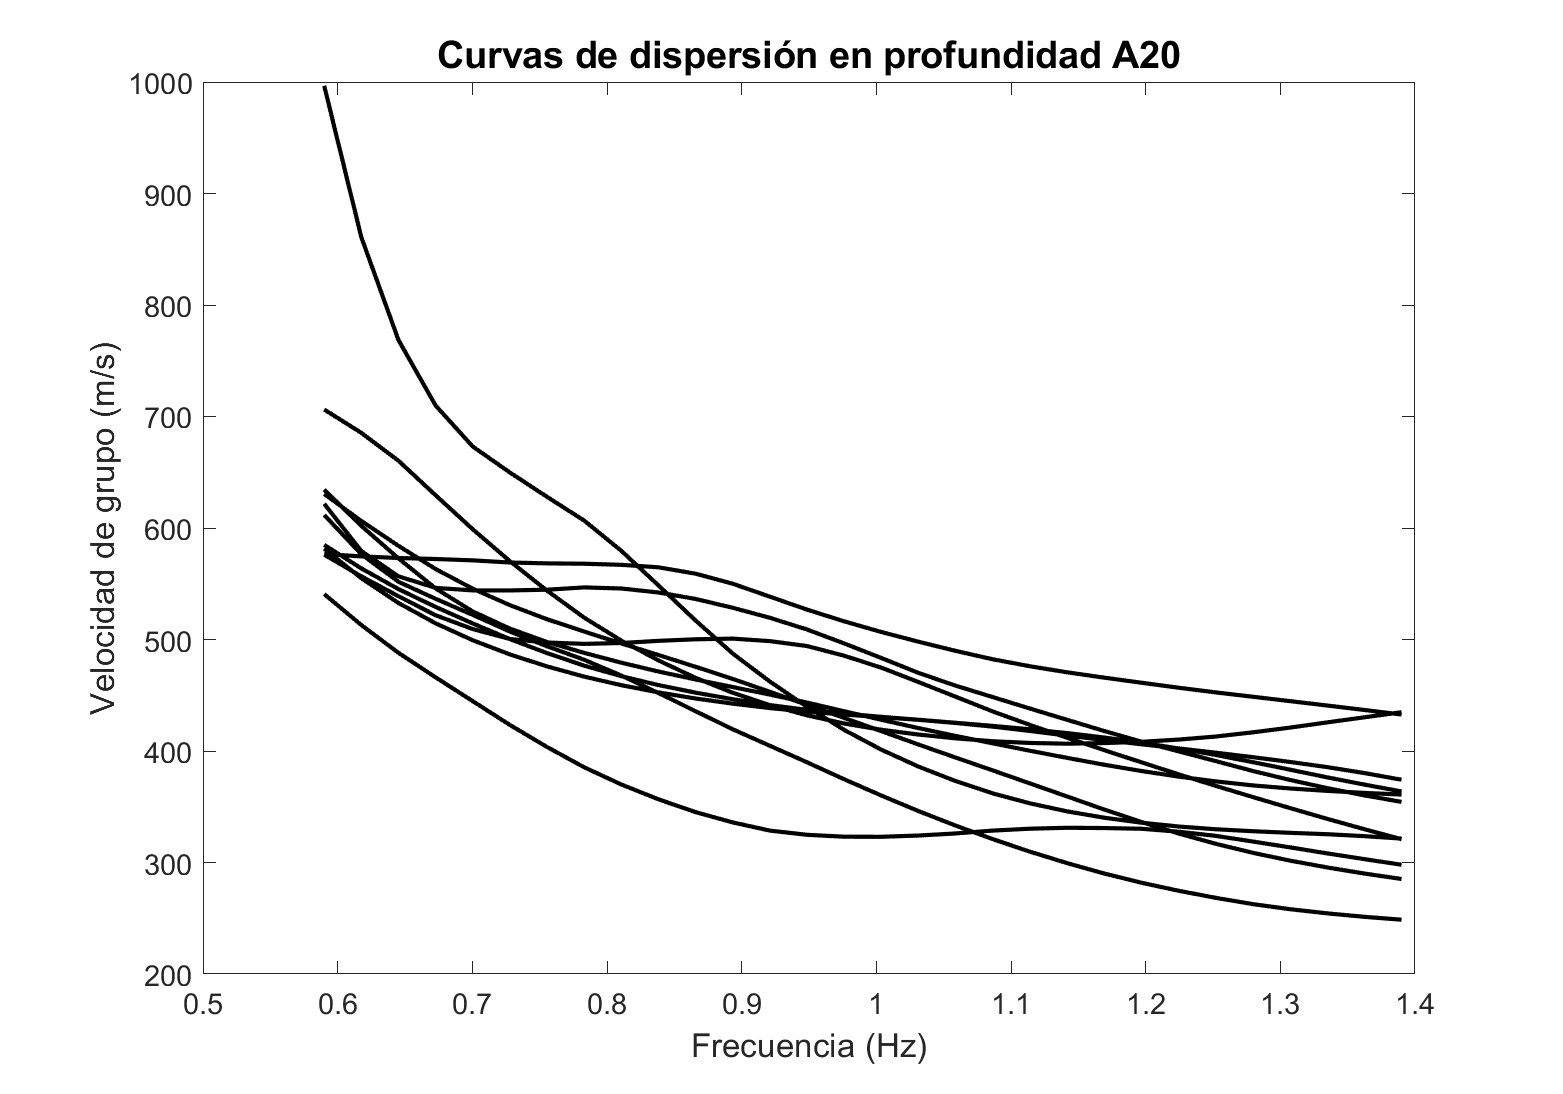 Curvas de dispersión en profundidad A20
1000
900
800
700
600
500
400
300
200
Velocidad de grupo (m/s)
0.5 0.6 0.7 0.8 0.9 1 1.1 1.2 1.3 1.4
Frecuencia (Hz)